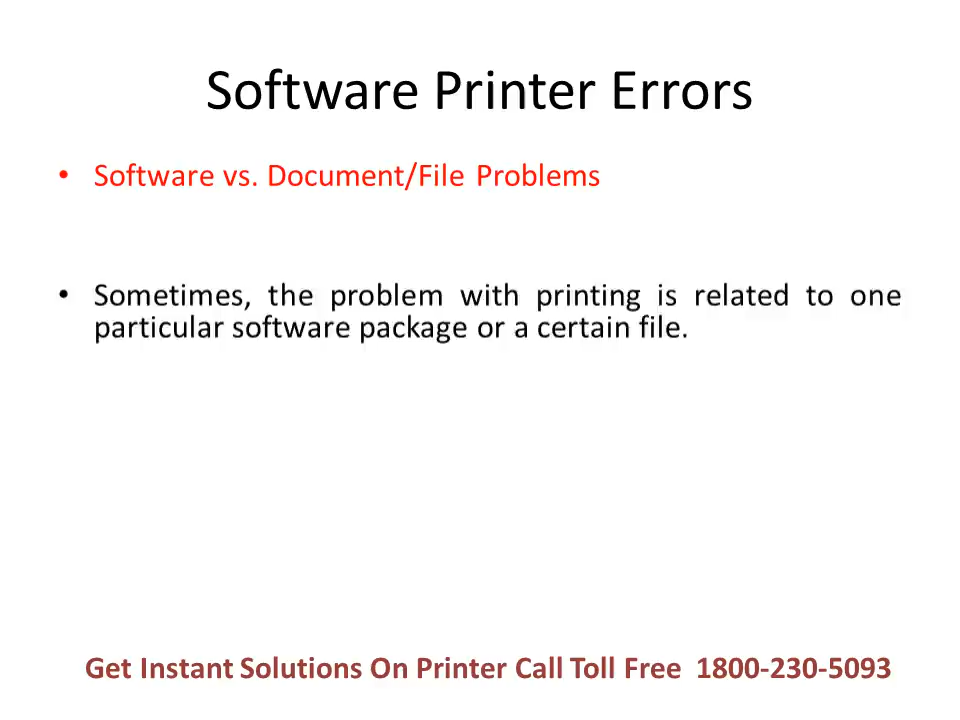 Software Printer Errors
• Software vs. Document/File Problems
• Sometimes, the problem with printing is related to one
particular software package or a certain file.
Get Instant Solutions On Printer Call Toll Free 1800-230-5093